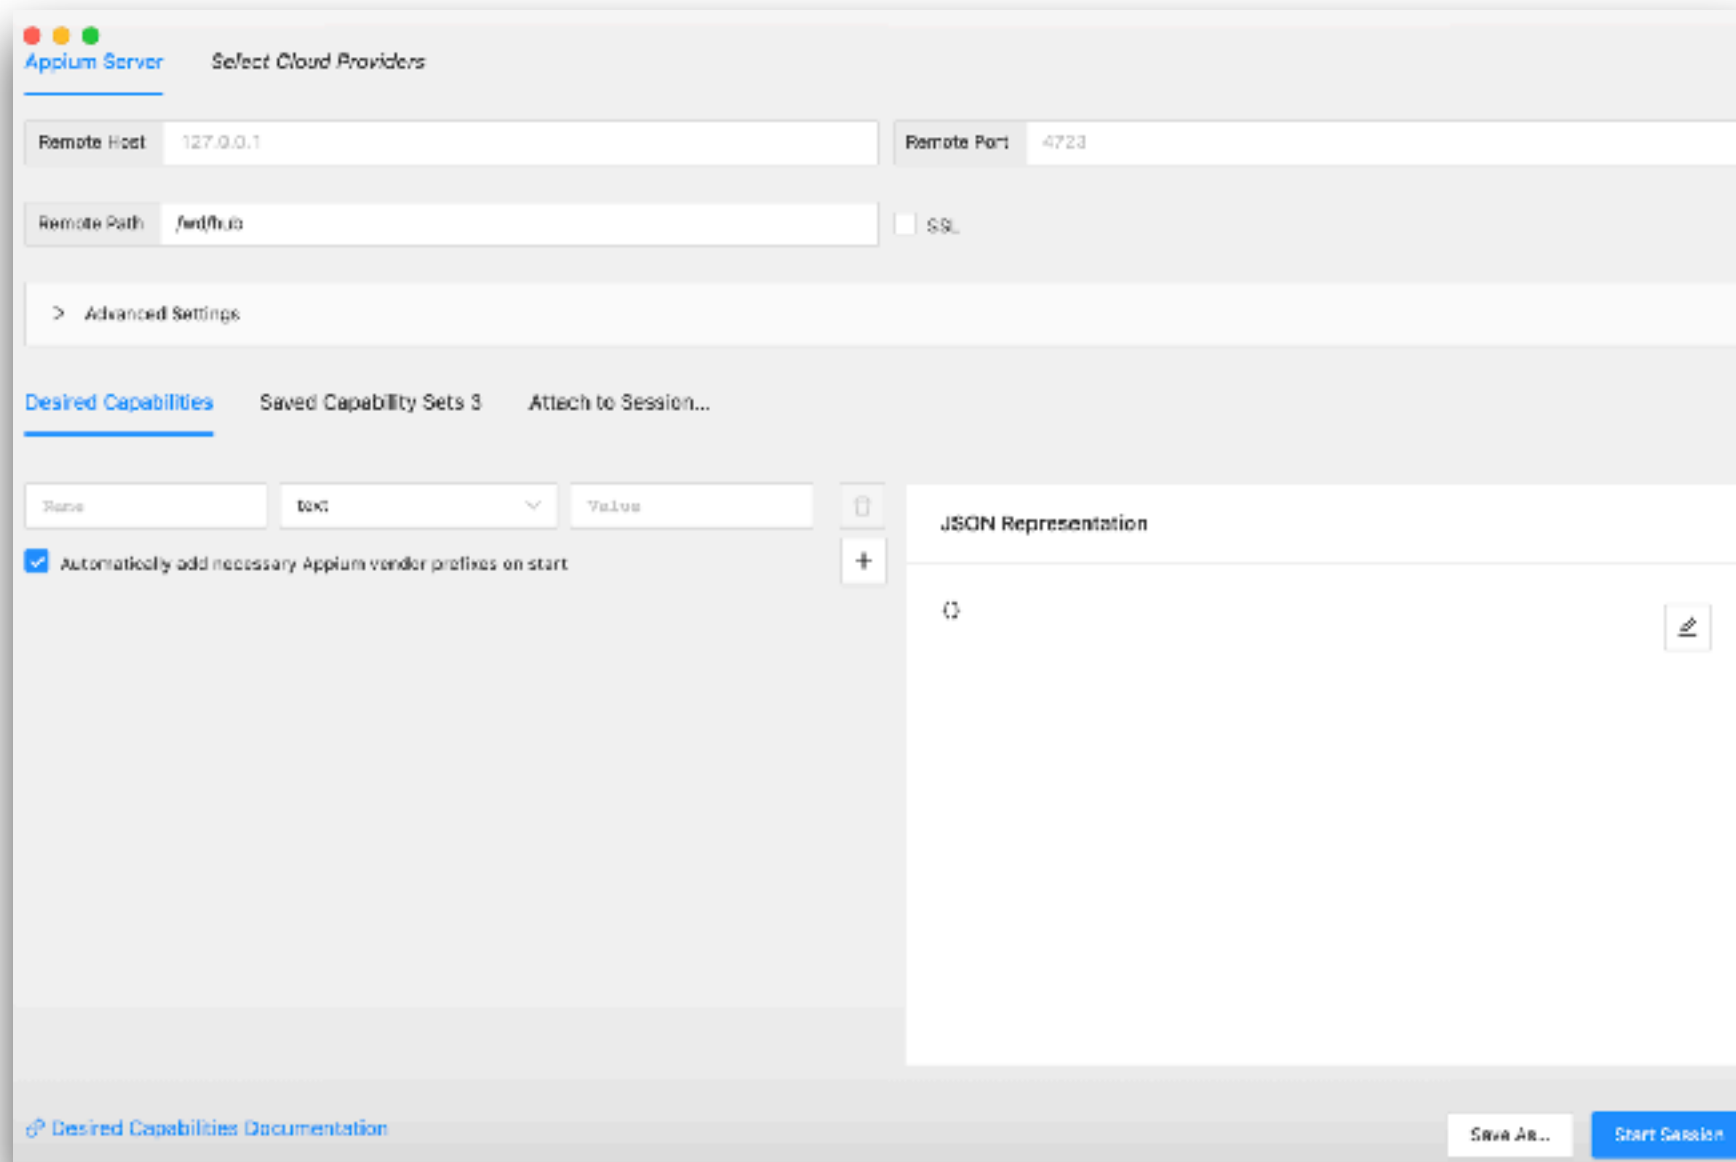 Appium Server Select Cloud Providers
Remote Host 127.0.0.1 Remote Port 4723
Remote Path /wd/hub SSL
> Advanced Settings
Desired Capabilities Saved Capability Sets 3 Attach to Session...
Name text Value
JSON Representation
Automatically add necessary Appium vendor prefixes on start +
{}
Desired Capabilities Documentation Save As... Start Session